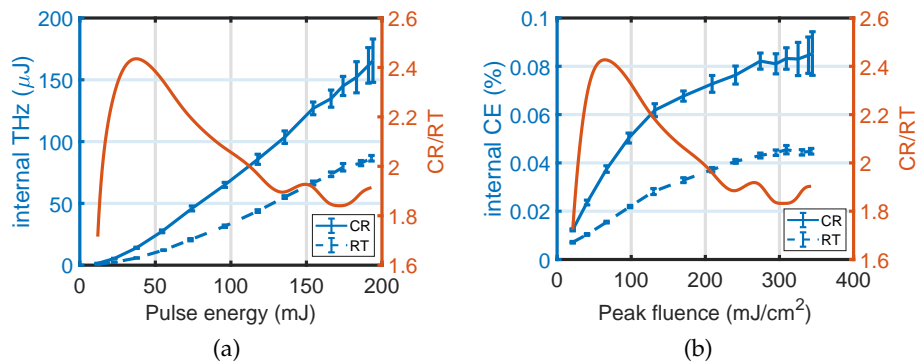 200
150
100
50
0
internal THz (μJ)
0 50 100 150 200
Pulse energy (mJ)
2.6
2.4
2.2
2
1.8
1.6
CR/RT
CR
RT
(a)
0.1
0.08
0.06
0.04
0.02
0
internal CE (%)
0 100 200 300 400
Peak fluence (mJ/cm²)
2.6
2.4
2.2
2
1.8
1.6
CR/RT
CR
RT
(b)